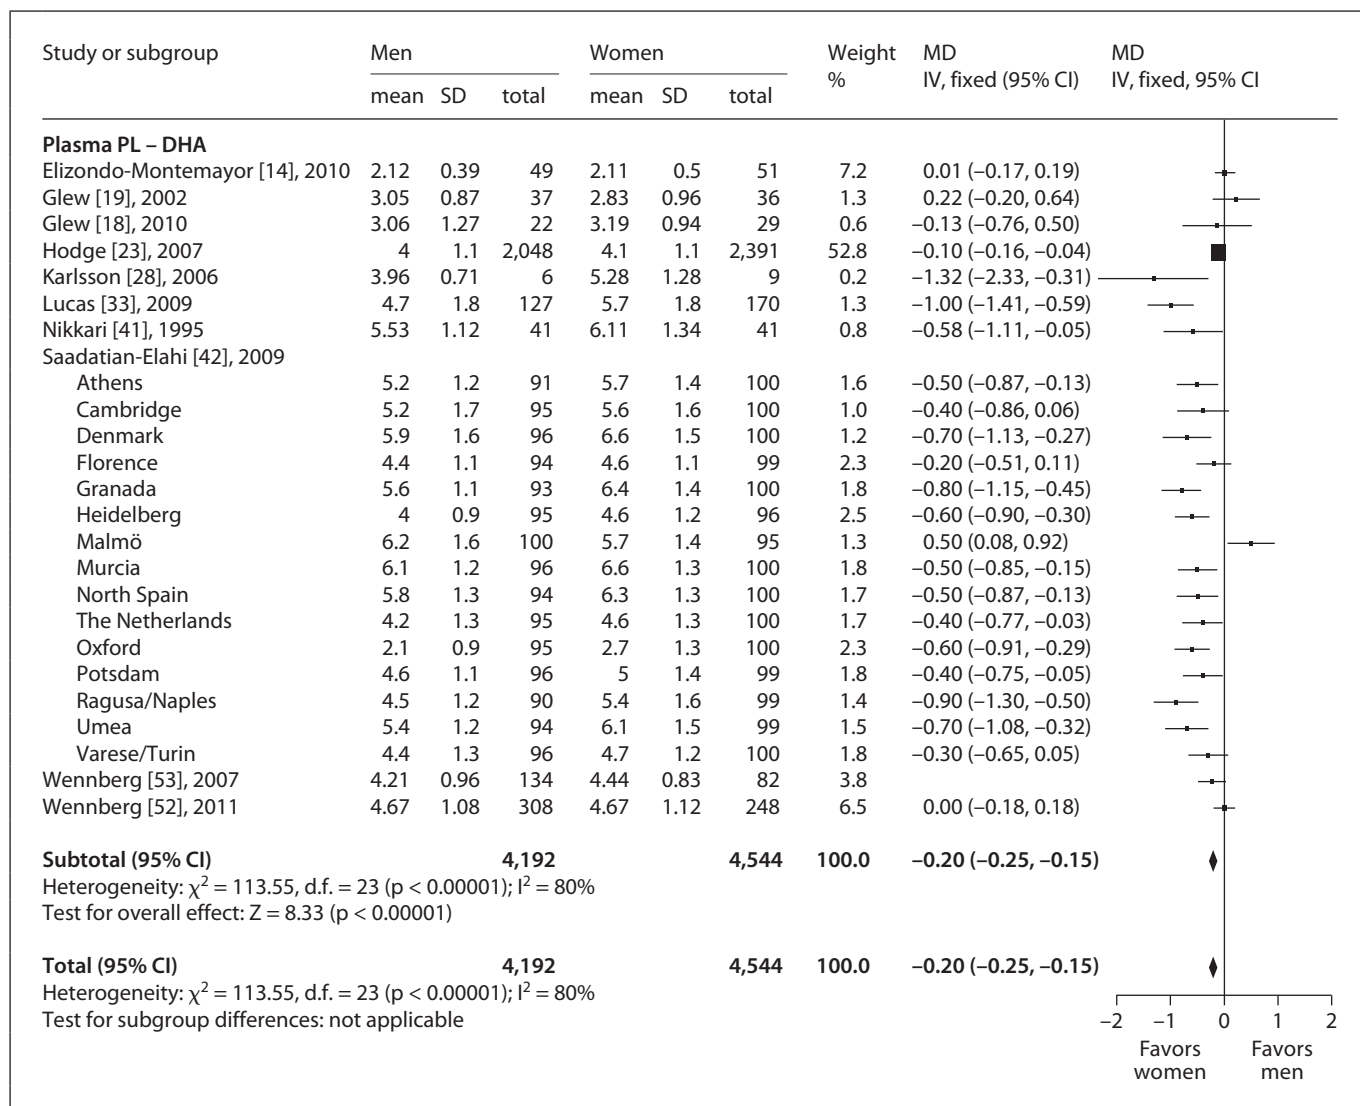 Study or subgroup Men Women Weight MD MD
% IV, fixed (95% CI) IV, fixed, 95% CI
mean SD total mean SD total
Plasma PL – DHA
Elizondo-Montemayor [14], 2010 2.12 0.39 49 2.11 0.5 51 7.2 0.01 (–0.17, 0.19)
Glew [19], 2002 3.05 0.87 37 2.83 0.96 36 1.3 0.22 (–0.20, 0.64)
Glew [18], 2010 3.06 1.27 22 3.19 0.94 29 0.6 –0.13 (–0.76, 0.50)
Hodge [23], 2007 4 1.1 2,048 4.1 1.1 2,391 52.8 –0.10 (–0.16, –0.04)
Karlsson [28], 2006 3.96 0.71 6 5.28 1.28 9 0.2 –1.32 (–2.33, –0.31)
Lucas [33], 2009 4.7 1.8 127 5.7 1.8 170 1.3 –1.00 (–1.41, –0.59)
Nikkari [41], 1995 5.53 1.12 41 6.11 1.34 41 0.8 –0.58 (–1.11, –0.05)
Saadatian-Elahi [42], 2009
Athens 5.2 1.2 91 5.7 1.4 100 1.6 –0.50 (–0.87, –0.13)
Cambridge 5.2 1.7 95 5.6 1.6 100 1.0 –0.40 (–0.86, 0.06)
Denmark 5.9 1.6 96 6.6 1.5 100 1.2 –0.70 (–1.13, –0.27)
Florence 4.4 1.1 94 4.6 1.1 99 2.3 –0.20 (–0.51, 0.11)
Granada 5.6 1.1 93 6.4 1.4 100 1.8 –0.80 (–1.15, –0.45)
Heidelberg 4 0.9 95 4.6 1.2 96 2.5 –0.60 (–0.90, –0.30)
Malmö 6.2 1.6 100 5.7 1.4 95 1.3 0.50 (0.08, 0.92)
Murcia 6.1 1.2 96 6.6 1.3 100 1.8 –0.50 (–0.85, –0.15)
North Spain 5.8 1.3 94 6.3 1.3 100 1.7 –0.50 (–0.87, –0.13)
The Netherlands 4.2 1.3 95 4.6 1.3 100 1.7 –0.40 (–0.77, –0.03)
Oxford 2.1 0.9 95 2.7 1.3 100 2.3 –0.60 (–0.91, –0.29)
Potsdam 4.6 1.1 96 5 1.4 99 1.8 –0.40 (–0.75, –0.05)
Ragusa/Naples 4.5 1.2 90 5.4 1.6 99 1.4 –0.90 (–1.30, –0.50)
Umea 5.4 1.2 94 6.1 1.5 99 1.5 –0.70 (–1.08, –0.32)
Varese/Turin 4.4 1.3 96 4.7 1.2 100 1.8 –0.30 (–0.65, 0.05)
Wennberg [53], 2007 4.21 0.96 134 4.44 0.83 82 3.8
Wennberg [52], 2011 4.67 1.08 308 4.67 1.12 248 6.5 0.00 (–0.18, 0.18)
Subtotal (95% CI) 4,192 4,544 100.0 –0.20 (–0.25, –0.15)
Heterogeneity: χ² = 113.55, d.f. = 23 (p < 0.00001); I² = 80%
Test for overall effect: Z = 8.33 (p < 0.00001)
Total (95% CI) 4,192 4,544 100.0 –0.20 (–0.25, –0.15)
Heterogeneity: χ² = 113.55, d.f. = 23 (p < 0.00001); I² = 80%
Test for subgroup differences: not applicable
–2 –1 0 1 2
Favors Favors
women men